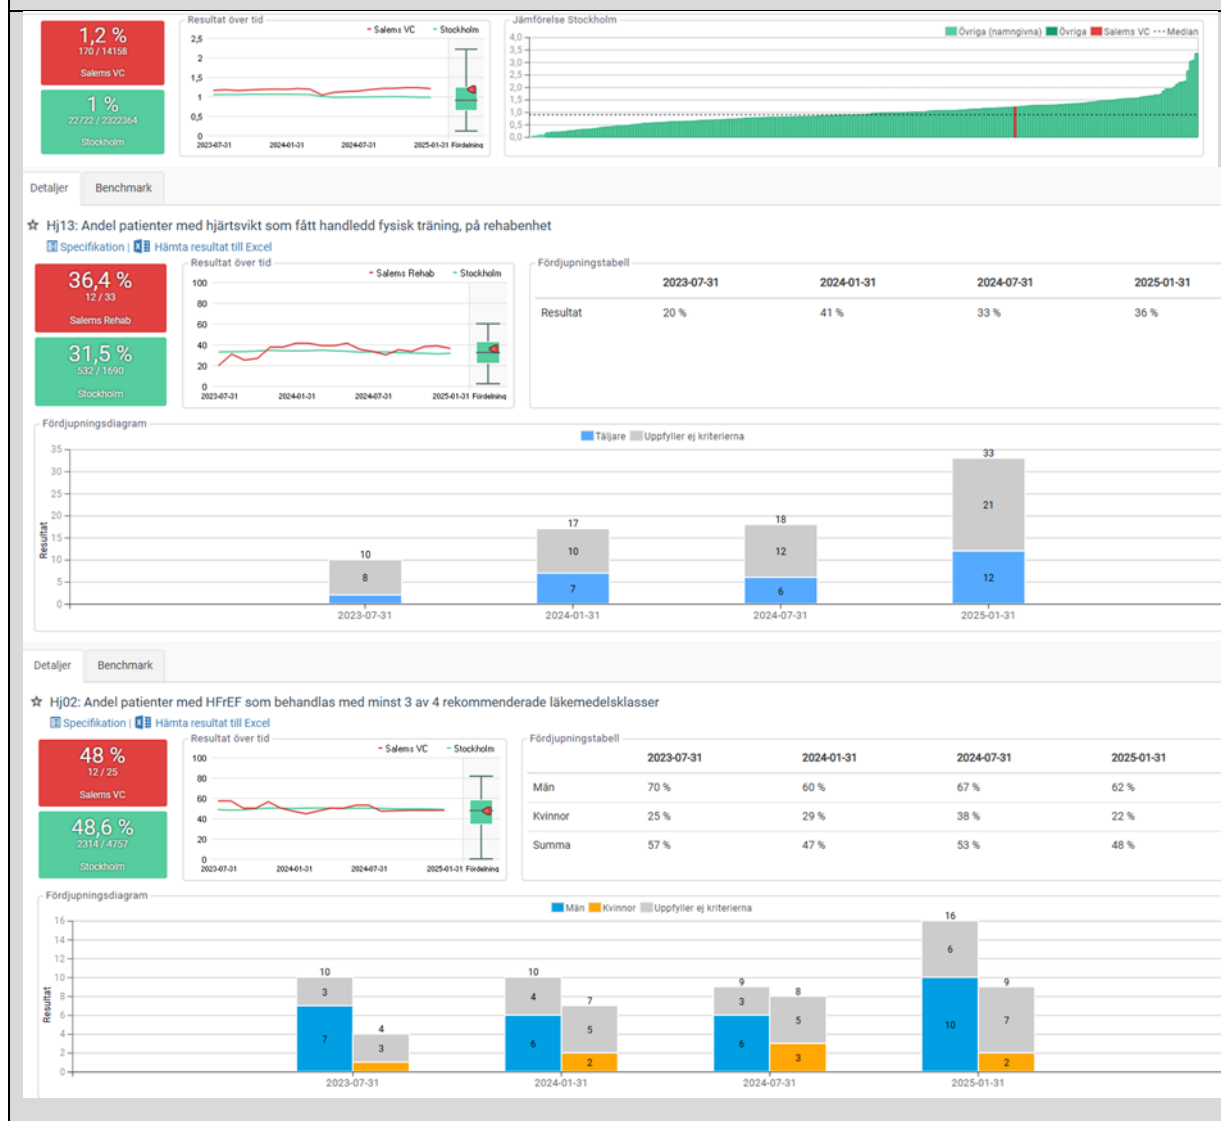 1,2 %
170 / 14158
Salems VC
1 %
22722 / 2322364
Stockholm
Resultat över tid
Salems VC Stockholm
2,5
2
1,5
1
0,5
0
2023-07-31 2024-01-31 2024-07-31 2025-01-31 Fördelning
Jämförelse Stockholm
Övriga (namngivna) Övriga Salems VC Median
4,0
3,5
3,0
2,5
2,0
1,5
1,0
0,5
0,0
Detaljer Benchmark
Hj13: Andel patienter med hjärtsvikt som fått handledd fysisk träning, på rehabenhet
Specifikation | Hämta resultat till Excel
36,4 %
12 / 33
Salems Rehab
31,5 %
532 / 1690
Stockholm
Resultat över tid
Salems Rehab Stockholm
100
80
60
40
20
0
2023-07-31 2024-01-31 2024-07-31 2025-01-31 Fördelning
Fördjupningstabell
2023-07-31 2024-01-31 2024-07-31 2025-01-31
Resultat 20 % 41 % 33 % 36 %
Fördjupningsdiagram
Täljare Uppfyller ej kriterierna
Resultat
35
30
25
20
15
10
5
0
10
8
17
10
7
18
12
6
33
21
12
2023-07-31 2024-01-31 2024-07-31 2025-01-31
Detaljer Benchmark
Hj02: Andel patienter med HFrEF som behandlas med minst 3 av 4 rekommenderade läkemedelsklasser
Specifikation | Hämta resultat till Excel
48 %
12 / 25
Salems VC
48,6 %
2314 / 4757
Stockholm
Resultat över tid
Salems VC Stockholm
100
80
60
40
20
0
2023-07-31 2024-01-31 2024-07-31 2025-01-31 Fördelning
Fördjupningstabell
2023-07-31 2024-01-31 2024-07-31 2025-01-31
Män 70 % 60 % 67 % 62 %
Kvinnor 25 % 29 % 38 % 22 %
Summa 57 % 47 % 53 % 48 %
Fördjupningsdiagram
Män Kvinnor Uppfyller ej kriterierna
Resultat
16
14
12
10
8
6
4
2
0
10
3
7
4
3
10
4
6
7
5
2
9
3
6
8
5
3
16
6
10
9
7
2
2023-07-31 2024-01-31 2024-07-31 2025-01-31